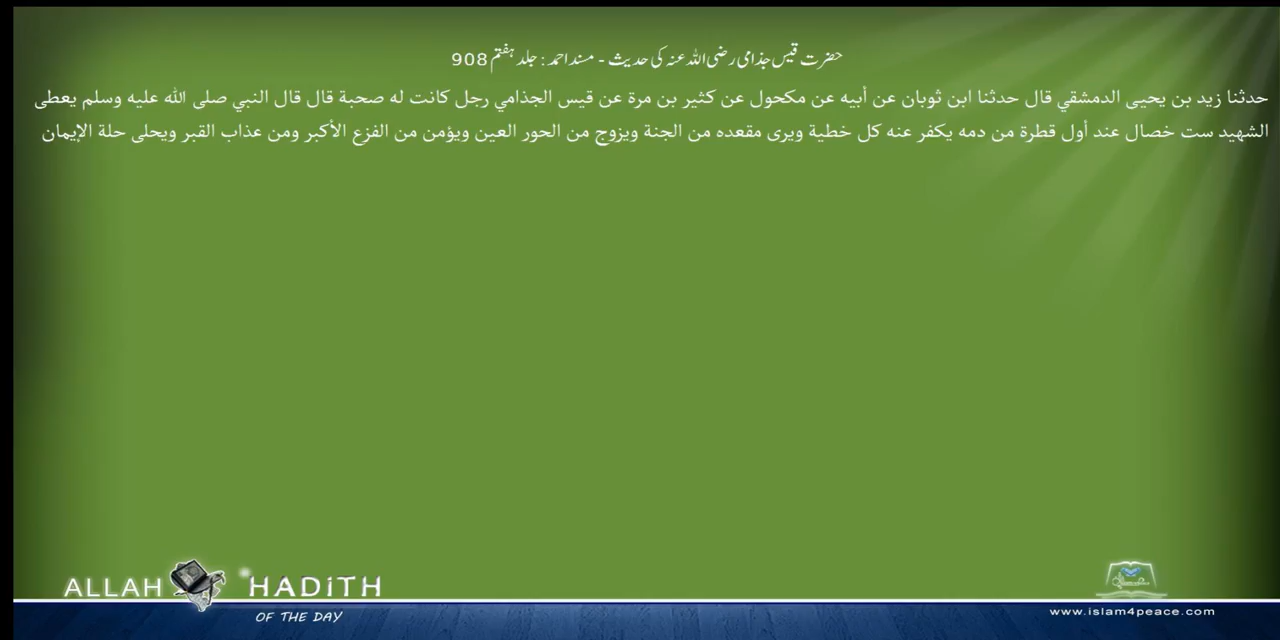 حضرت قیس جذامی رضی اللہ عنہ کی حدیث - مسند احمد : جلد ہفتم 908
حدثنا زيد بن يحيى الدمشقي قال حدثنا ابن ثوبان عن أبيه عن مكحول عن كثير بن مرة عن قيس الجذامي رجل كانت له صحبة قال قال النبي صلى الله عليه وسلم يعطى
الشهيد ست خصال عند أول قطرة من دمه يكفر عنه كل خطية ويرى مقعده من الجنة ويزوج من الحور العين ويؤمن من الفزع الأكبر ومن عذاب القبر ويحلى حلة الإيمان
ALLAH HADITH
OF THE DAY
www.islam4peace.com